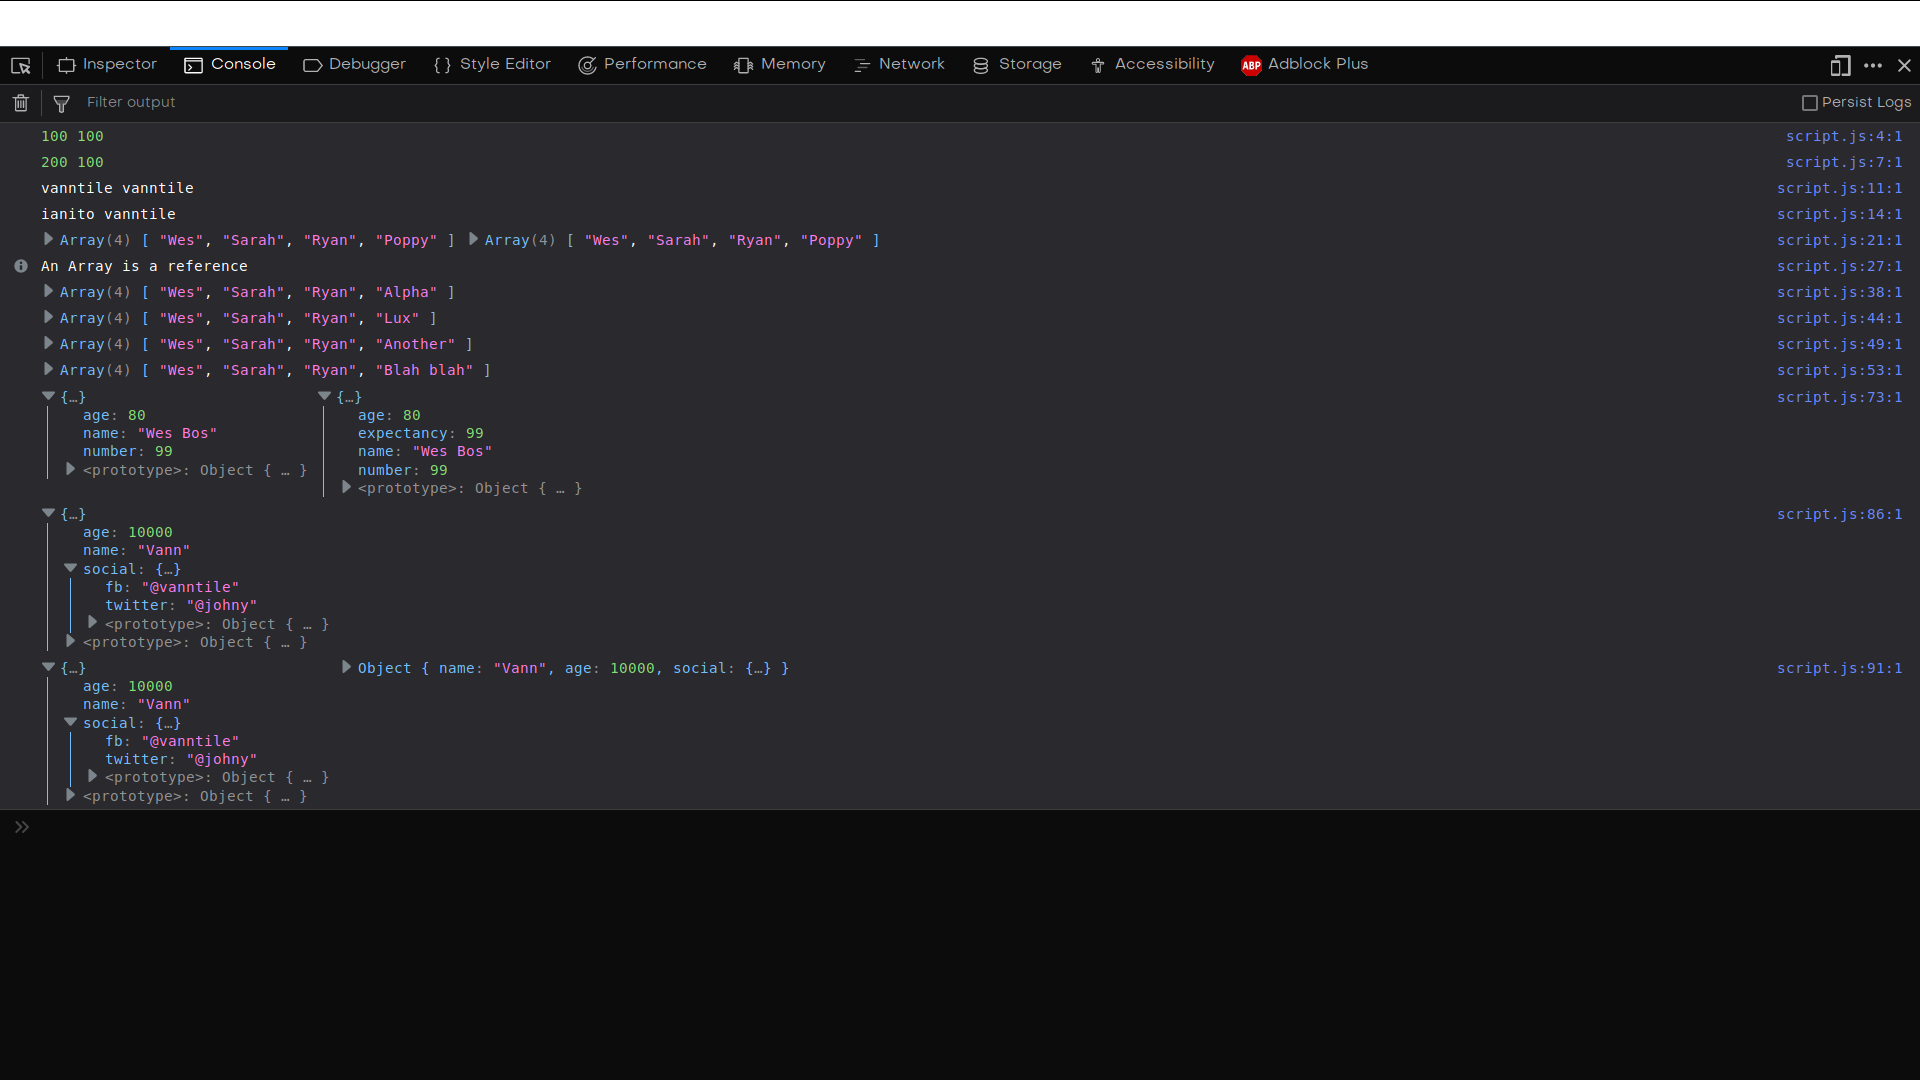 Inspector Console Debugger { } Style Editor Performance Memory Network Storage Accessibility ABP Adblock Plus
Filter output Persist Logs
100 100 script.js:4:1
200 100 script.js:7:1
vanntile vanntile script.js:11:1
ianito vanntile script.js:14:1
Array(4) [ "Wes", "Sarah", "Ryan", "Poppy" ] Array(4) [ "Wes", "Sarah", "Ryan", "Poppy" ] script.js:21:1
An Array is a reference script.js:27:1
Array(4) [ "Wes", "Sarah", "Ryan", "Alpha" ] script.js:38:1
Array(4) [ "Wes", "Sarah", "Ryan", "Lux" ] script.js:44:1
Array(4) [ "Wes", "Sarah", "Ryan", "Another" ] script.js:49:1
Array(4) [ "Wes", "Sarah", "Ryan", "Blah blah" ] script.js:53:1
{…} {…} script.js:73:1
age: 80 age: 80
name: "Wes Bos" expectancy: 99
number: 99 name: "Wes Bos"
<prototype>: Object { … } number: 99
<prototype>: Object { … }
{…} script.js:86:1
age: 10000
name: "Vann"
social: {…}
fb: "@vanntile"
twitter: "@johny"
<prototype>: Object { … }
<prototype>: Object { … }
{…} Object { name: "Vann", age: 10000, social: {…} } script.js:91:1
age: 10000
name: "Vann"
social: {…}
fb: "@vanntile"
twitter: "@johny"
<prototype>: Object { … }
<prototype>: Object { … }
»